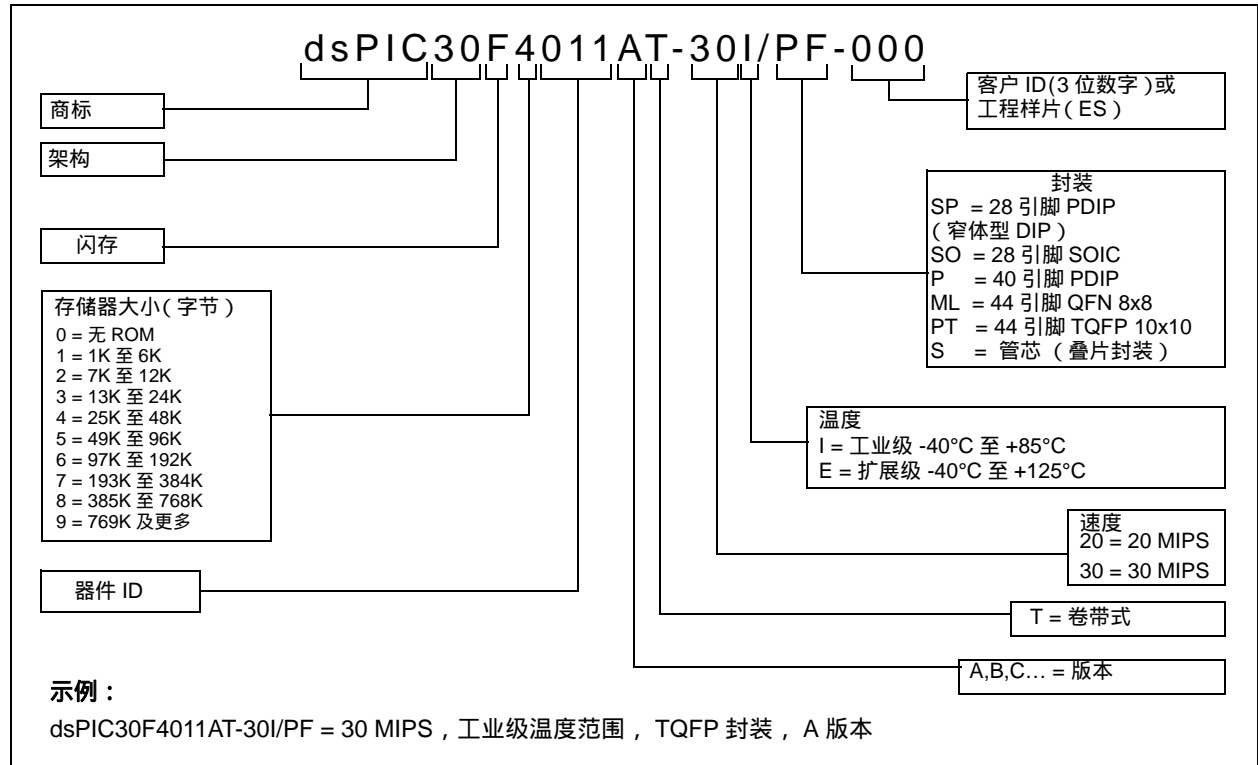 dsPIC30F4011AT-30I/PF-000
商标
架构
闪存
存储器大小(字节)
0 = 无 ROM
1 = 1K 至 6K
2 = 7K 至 12K
3 = 13K 至 24K
4 = 25K 至 48K
5 = 49K 至 96K
6 = 97K 至 192K
7 = 193K 至 384K
8 = 385K 至 768K
9 = 769K 及更多
器件 ID
客户 ID(3 位数字)或
工程样片(ES)
封装
SP = 28 引脚 PDIP
(窄体型 DIP)
SO = 28 引脚 SOIC
P = 40 引脚 PDIP
ML = 44 引脚 QFN 8x8
PT = 44 引脚 TQFP 10x10
S = 管芯(叠片封装)
温度
I = 工业级 -40°C 至 +85°C
E = 扩展级 -40°C 至 +125°C
速度
20 = 20 MIPS
30 = 30 MIPS
T = 卷带式
A,B,C… = 版本
示例:
dsPIC30F4011AT-30I/PF = 30 MIPS,工业级温度范围, TQFP 封装, A 版本